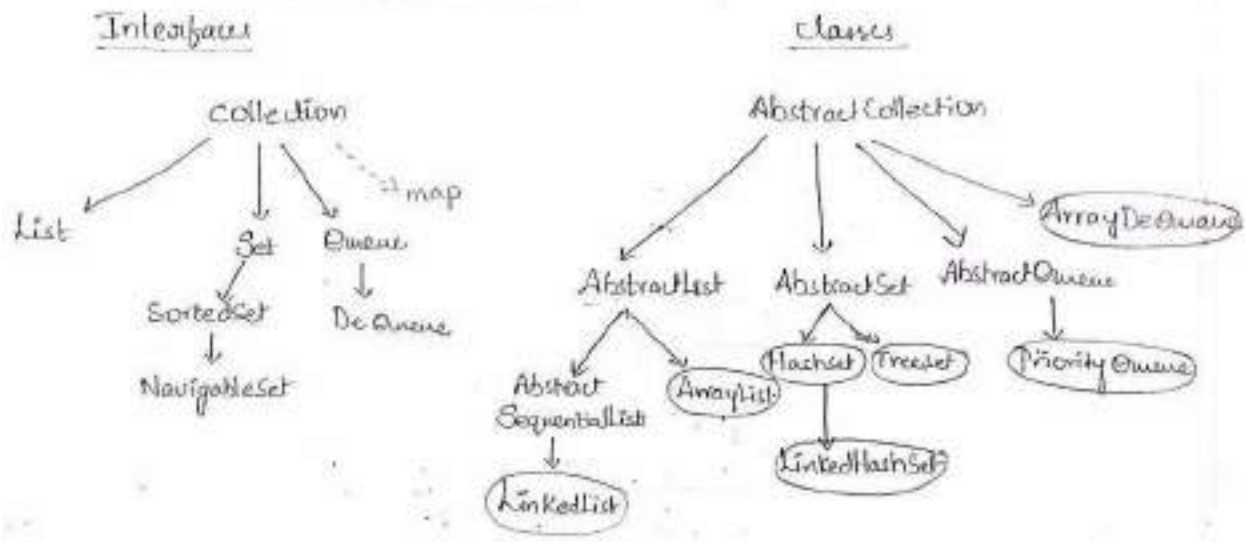 Interfaces
Classes
Collection
AbstractCollection
map
List
Set
Queue
ArrayDeQueue
AbstractList
AbstractSet
AbstractQueue
SortedSet
DeQueue
Hashset
Treeset
PriorityQueue
NavigableSet
Abstract
SequentialList
ArrayList
LinkedHashSet
LinkedList